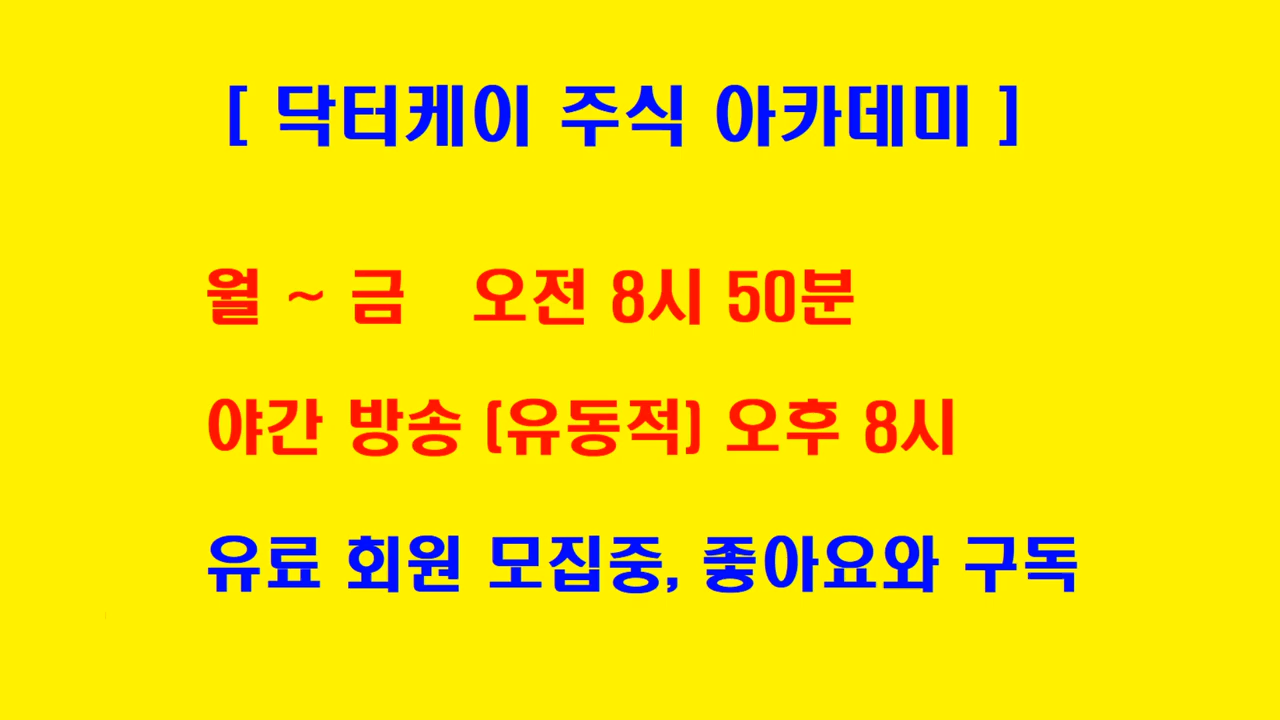 [ 닥터케이 주식 아카데미 ]
월 ~ 금 오전 8시 50분
야간 방송 (유동적) 오후 8시
유료 회원 모집중, 좋아요와 구독